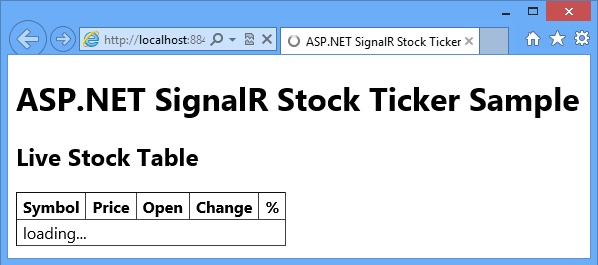 http://localhost:884
ASP.NET SignalR Stock Ticker
ASP.NET SignalR Stock Ticker Sample
Live Stock Table
Symbol Price Open Change %
loading...